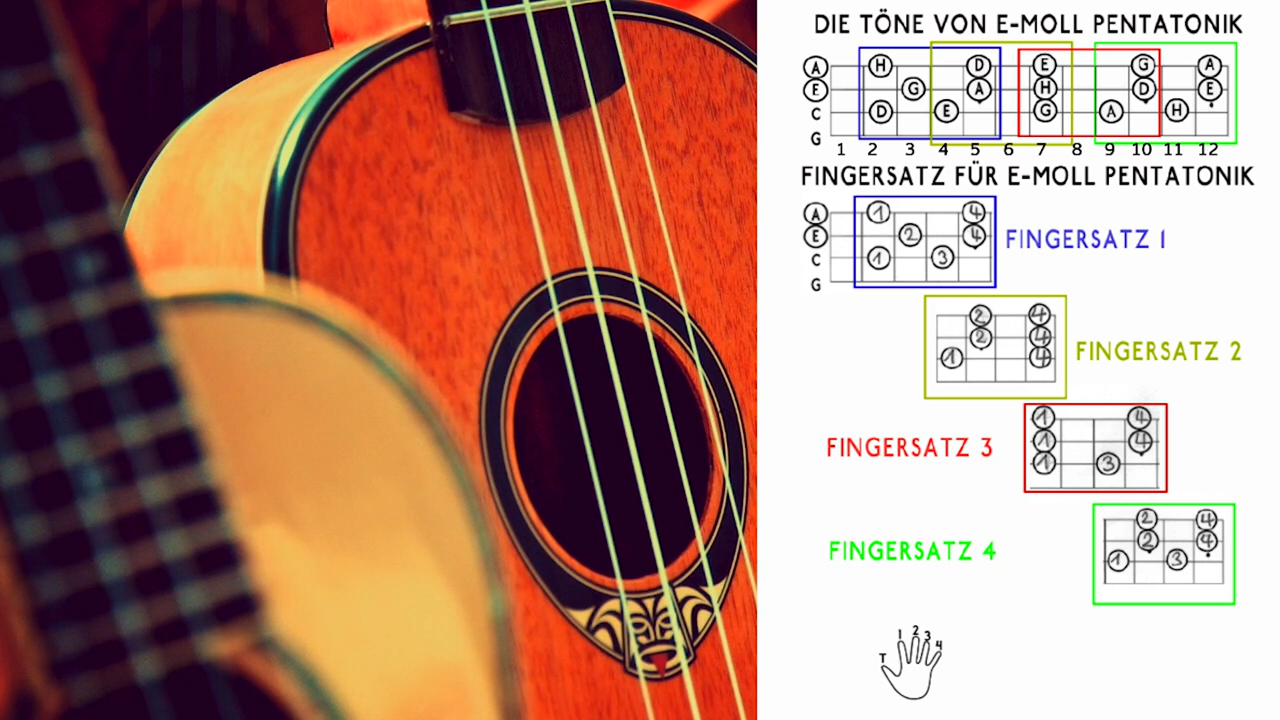 DIE TÖNE VON E-MOLL PENTATONIK
A H D E G A
E G A H D E
C D E G A H
G
1 2 3 4 5 6 7 8 9 10 11 12
FINGERSATZ FÜR E-MOLL PENTATONIK
A 1 4
E 2 4
C 1 3
G
FINGERSATZ 1
2 4
2 4
1 4
FINGERSATZ 2
1 4
1 4
1 3
FINGERSATZ 3
2 4
2 4
1 3
FINGERSATZ 4
T 1 2 3 4